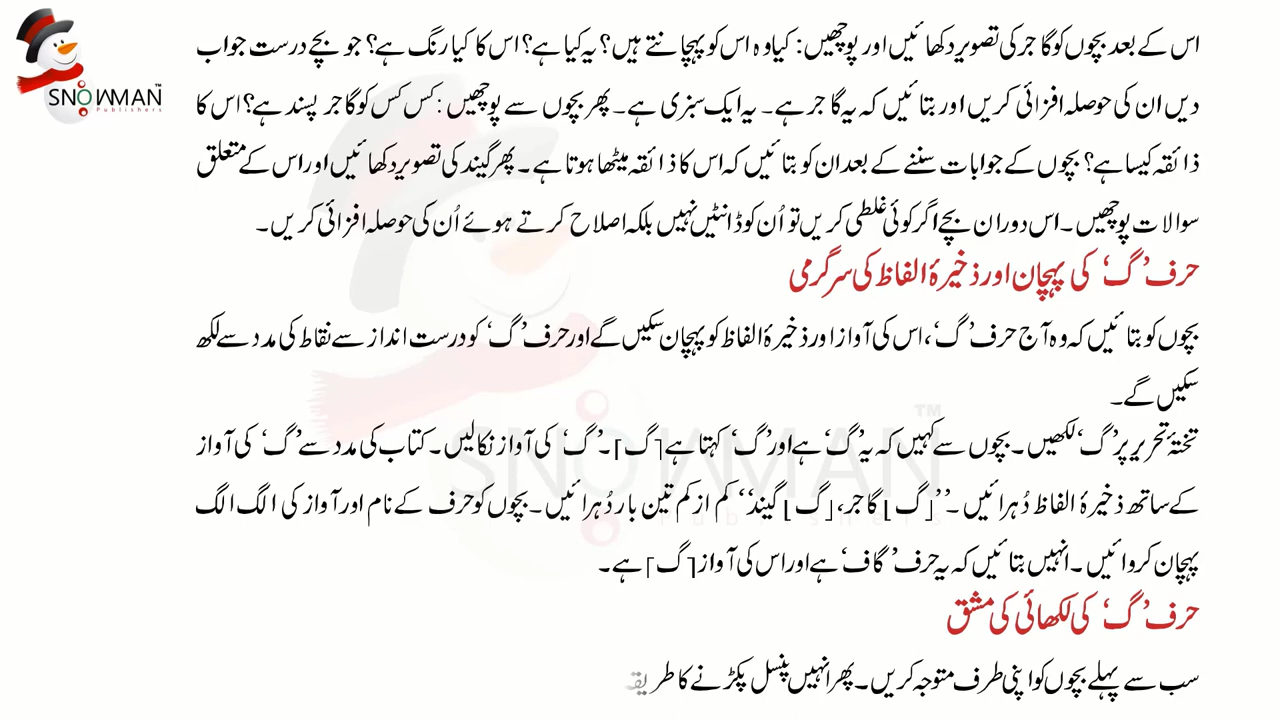 SNOWMAN
Publishers
اس کے بعد بچوں کو گاجر کی تصویر دکھائیں اور پوچھیں: کیا وہ اس کو پہچانتے ہیں؟ یہ کیا ہے؟ اس کا کیا رنگ ہے؟ جو بچے درست جواب
دیں ان کی حوصلہ افزائی کریں اور بتائیں کہ یہ گاجر ہے۔ یہ ایک سبزی ہے۔ پھر بچوں سے پوچھیں: کس کس کو گاجر پسند ہے؟ اس کا
ذائقہ کیسا ہے؟ بچوں کے جوابات سننے کے بعد ان کو بتائیں کہ اس کا ذائقہ میٹھا ہوتا ہے۔ پھر گیند کی تصویر دکھائیں اور اس کے متعلق
سوالات پوچھیں۔ اس دوران بچے اگر کوئی غلطی کریں تو اُن کو ڈانٹیں نہیں بلکہ اصلاح کرتے ہوئے اُن کی حوصلہ افزائی کریں۔
حرف ’گ‘ کی پہچان اور ذخیرۂ الفاظ کی سرگرمی
بچوں کو بتائیں کہ وہ آج حرف ’گ‘، اس کی آواز اور ذخیرۂ الفاظ کو پہچان سکیں گے اور حرف ’گ‘ کو درست انداز سے نقاط کی مدد سے لکھ
سکیں گے۔
تختۂ تحریر پر ’گ‘ لکھیں۔ بچوں سے کہیں کہ یہ ’گ‘ ہے اور ’گ‘ کہتا ہے [گ]۔ ’گ‘ کی آواز نکالیں۔ کتاب کی مدد سے ’گ‘ کی آواز
کے ساتھ ذخیرۂ الفاظ دُہرائیں۔ ’’[گ] گاجر، [گ] گیند‘‘ کم از کم تین بار دُہرائیں۔ بچوں کو حرف کے نام اور آواز کی الگ الگ
پہچان کروائیں۔ انہیں بتائیں کہ یہ حرف ’گاف‘ ہے اور اس کی آواز [گ] ہے۔
حرف ’گ‘ کی لکھائی کی مشق
سب سے پہلے بچوں کو اپنی طرف متوجہ کریں۔ پھر انہیں پنسل پکڑنے کا طریقہ